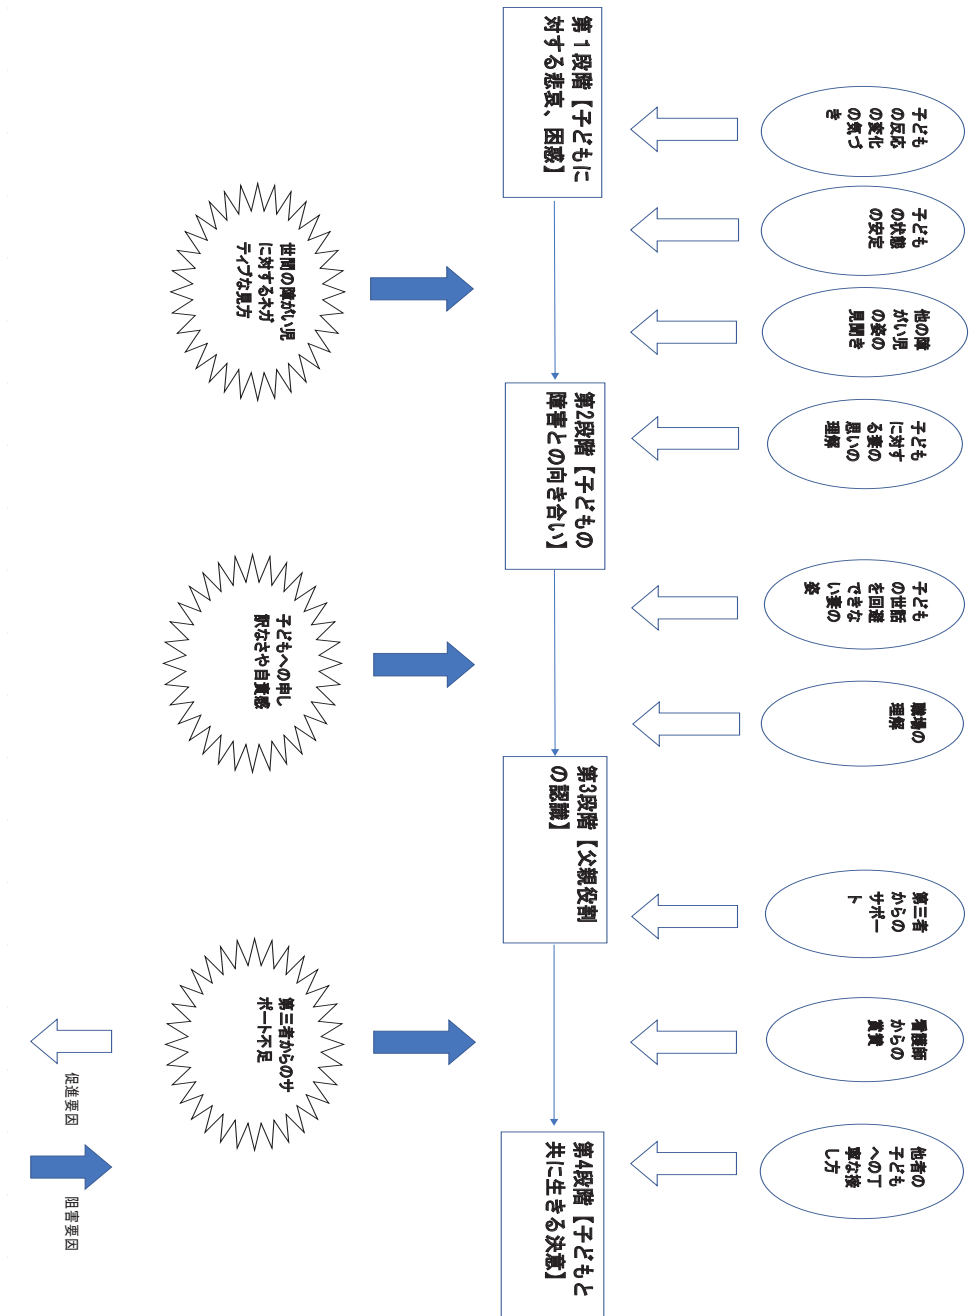 子ども
の反応
の変化
の気づ
き
子ども
の状態
の安定
他の障
がい児
の姿の
見聞き
子ども
に対す
る妻の
思いの
理解
子ども
の世話
を回避
できな
い妻の
姿
職場の
理解
第三者
からの
サポー
ト
看護師
からの
賞賛
他者の
子ども
への丁
寧な接
し方
第１段階【子どもに
対する悲哀、困惑】
第2段階【子どもの
障害との向き合い】
第3段階【父親役割
の認識】
第4段階【子どもと
共に生きる決意】
世間の障がい児
に対するネガ
ティブな見方
子どもへの申し
訳なさや自責感
第三者からのサ
ポート不足
促進要因
阻害要因